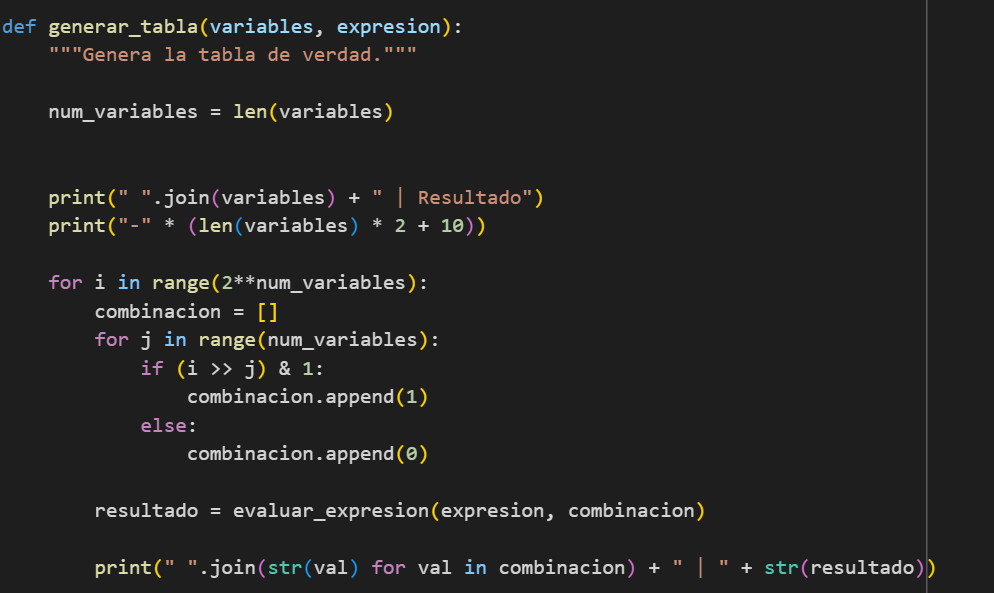 def generar_tabla(variables, expresion):
    """Genera la tabla de verdad."""

    num_variables = len(variables)


    print(" ".join(variables) + " | Resultado")
    print("-" * (len(variables) * 2 + 10))

    for i in range(2**num_variables):
        combinacion = []
        for j in range(num_variables):
            if (i >> j) & 1:
                combinacion.append(1)
            else:
                combinacion.append(0)

        resultado = evaluar_expresion(expresion, combinacion)

        print(" ".join(str(val) for val in combinacion) + " | " + str(resultado))